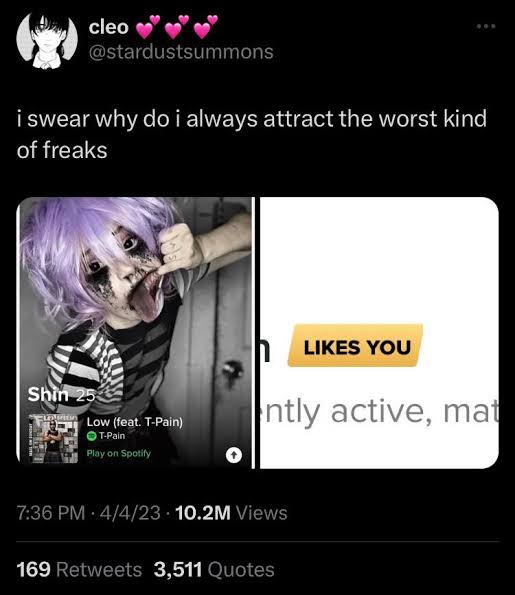 cleo 💕 💕 💕
@stardustsummons
i swear why do i always attract the worst kind
of freaks
Shin 25
Low (feat. T-Pain)
T-Pain
Play on Spotify
LIKES YOU
ntly active, mat
7:36 PM · 4/4/23 · 10.2M Views
169 Retweets 3,511 Quotes